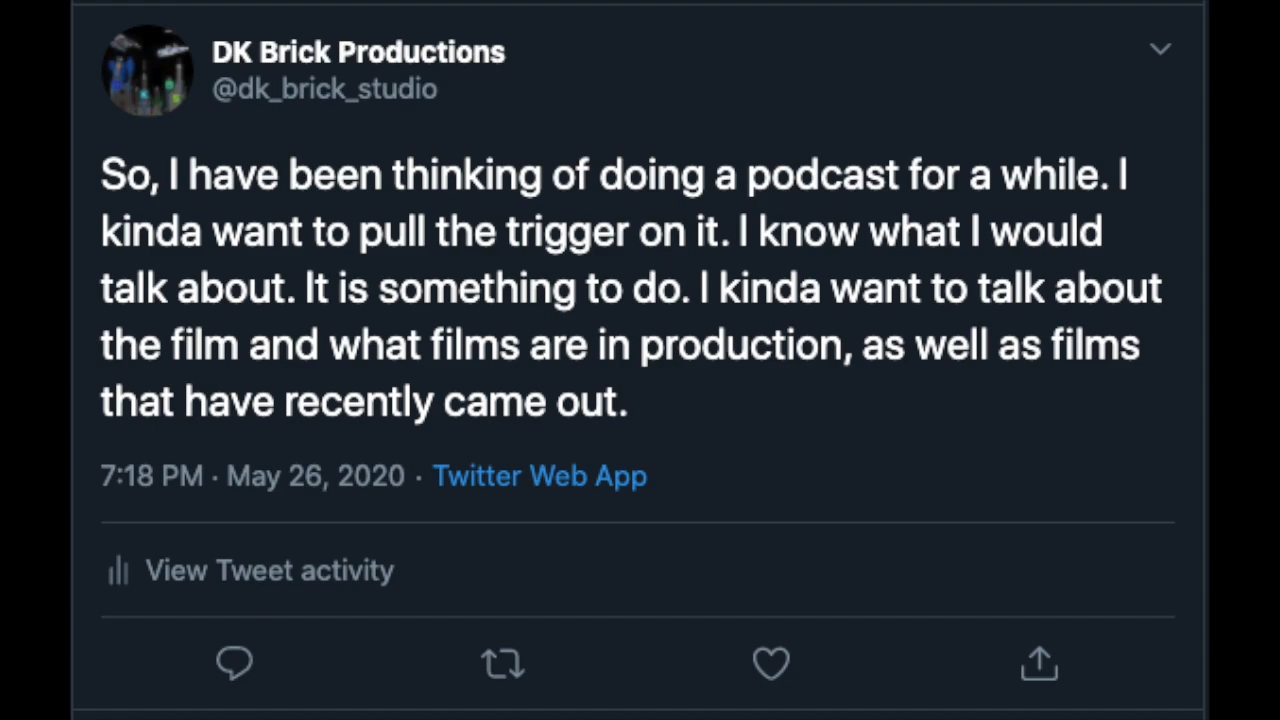 DK Brick Productions
@dk_brick_studio
So, I have been thinking of doing a podcast for a while. I
kinda want to pull the trigger on it. I know what I would
talk about. It is something to do. I kinda want to talk about
the film and what films are in production, as well as films
that have recently came out.
7:18 PM · May 26, 2020 · Twitter Web App
View Tweet activity